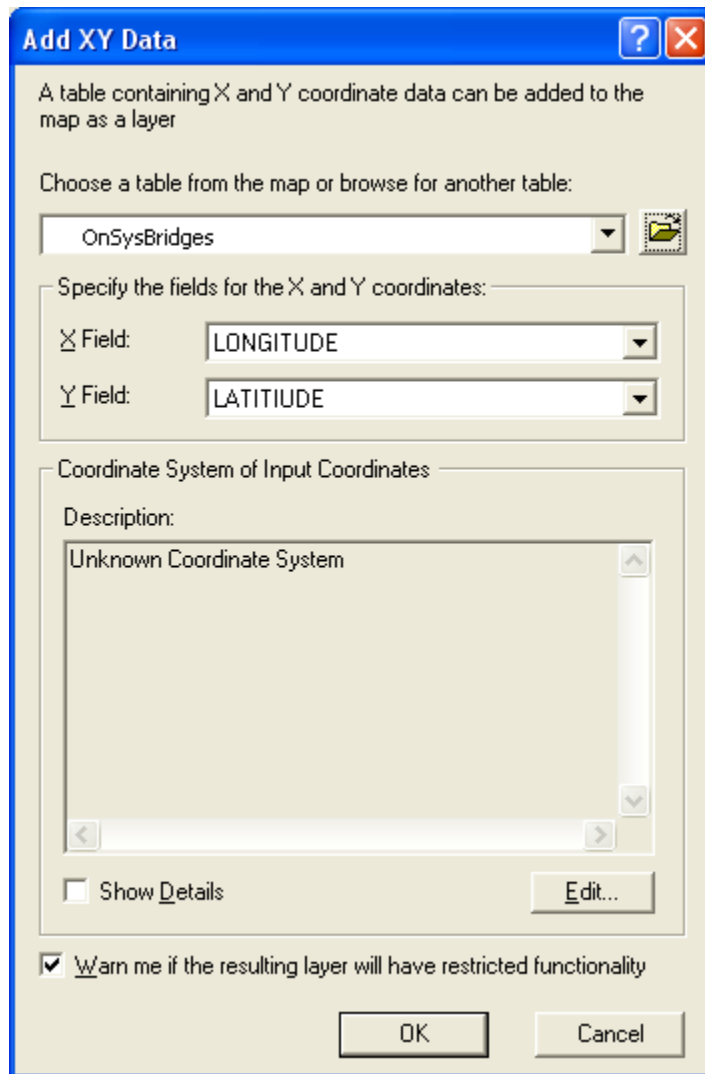 Add XY Data
A table containing X and Y coordinate data can be added to the
map as a layer
Choose a table from the map or browse for another table:
OnSysBridges
Specify the fields for the X and Y coordinates:
X Field:
LONGITUDE
Y Field:
LATITIUDE
Coordinate System of Input Coordinates
Description:
Unknown Coordinate System
Show Details
Edit...
Warn me if the resulting layer will have restricted functionality
OK
Cancel